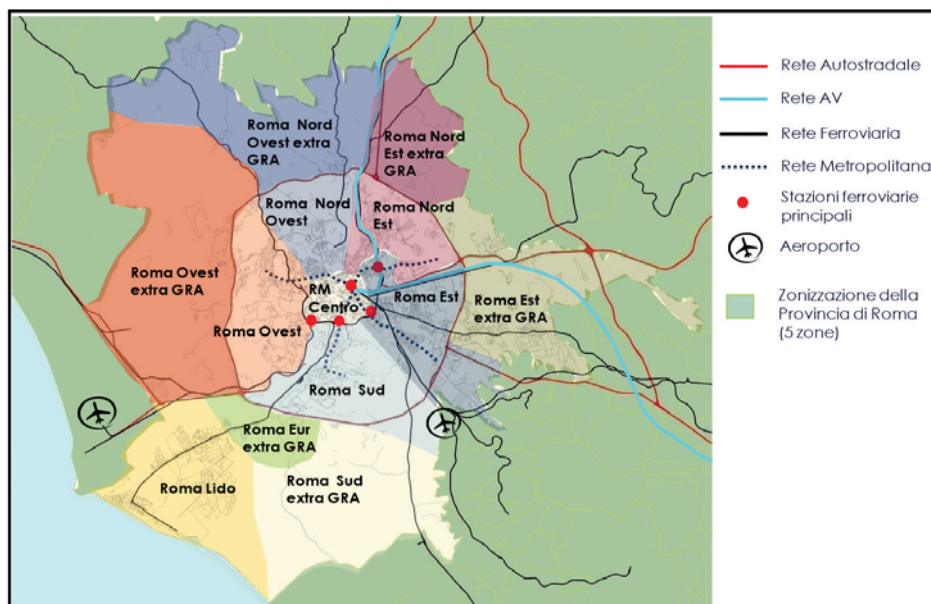 Roma Nord
Ovest extra
GRA
Roma Nord
Est extra
GRA
Roma Nord
Ovest
Roma Nord
Est
Roma Ovest
extra GRA
RM
Centro
Roma Est
Roma Est
extra GRA
Roma Ovest
Roma Sud
Roma Eur
extra GRA
Roma Lido
Roma Sud
extra GRA
Rete Autostradale
Rete AV
Rete Ferroviaria
Rete Metropolitana
Stazioni ferroviarie
principali
Aeroporto
Zonizzazione della
Provincia di Roma
(5 zone)